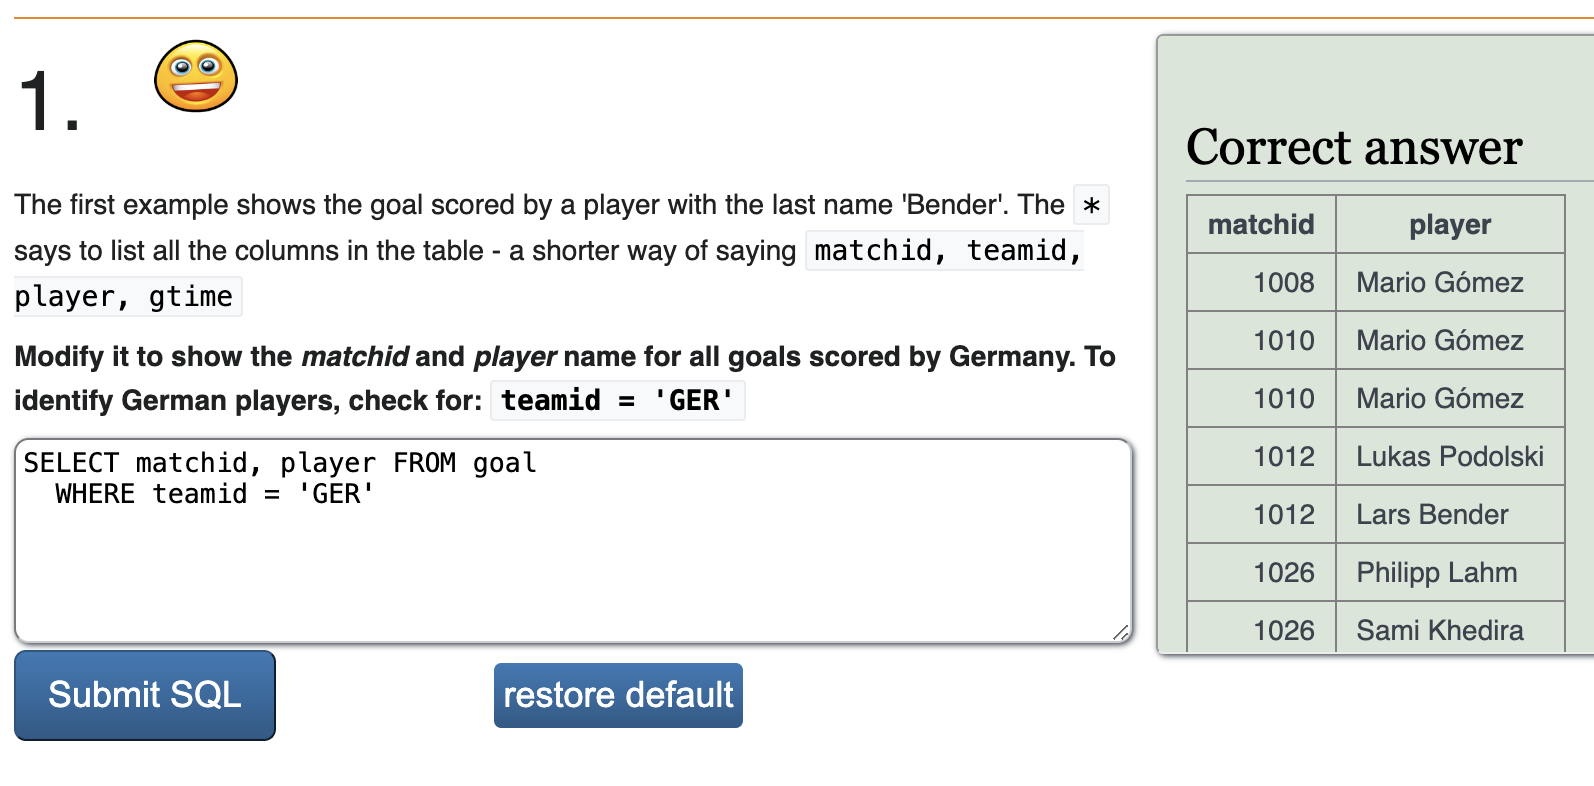 1.
The first example shows the goal scored by a player with the last name 'Bender'. The *
says to list all the columns in the table - a shorter way of saying matchid, teamid,
player, gtime
Modify it to show the matchid and player name for all goals scored by Germany. To
identify German players, check for: teamid = 'GER'
SELECT matchid, player FROM goal
  WHERE teamid = 'GER'
Submit SQL
restore default
Correct answer
matchid player
1008 Mario Gómez
1010 Mario Gómez
1010 Mario Gómez
1012 Lukas Podolski
1012 Lars Bender
1026 Philipp Lahm
1026 Sami Khedira